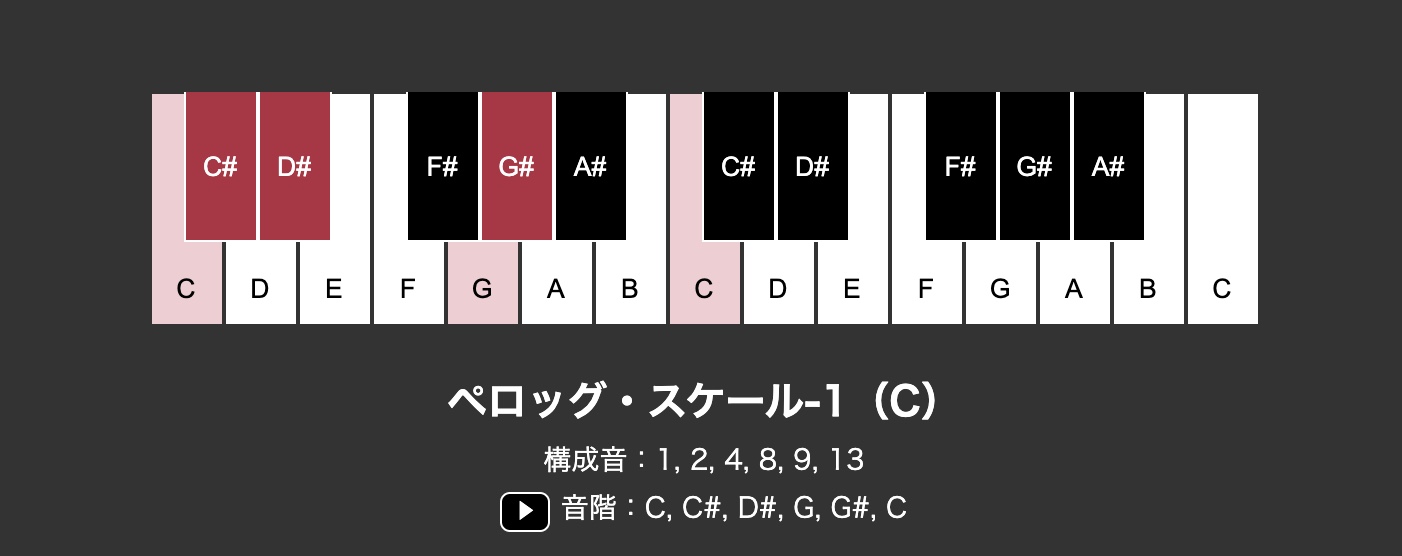 C# D# F# G# A# C# D# F# G# A#
C D E F G A B C D E F G A B C
ペロッグ・スケール-1（C）
構成音：1, 2, 4, 8, 9, 13
音階：C, C#, D#, G, G#, C